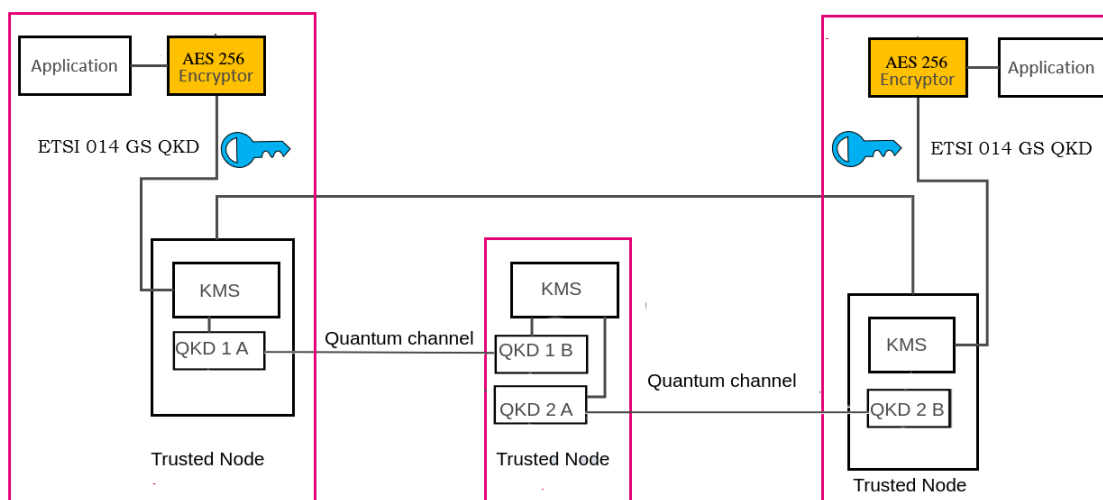 Application
AES 256
Encryptor
ETSI 014 GS QKD
KMS
QKD 1 A
Trusted Node
Quantum channel
KMS
QKD 1 B
QKD 2 A
Trusted Node
Quantum channel
AES 256
Encryptor
Application
ETSI 014 GS QKD
KMS
QKD 2 B
Trusted Node